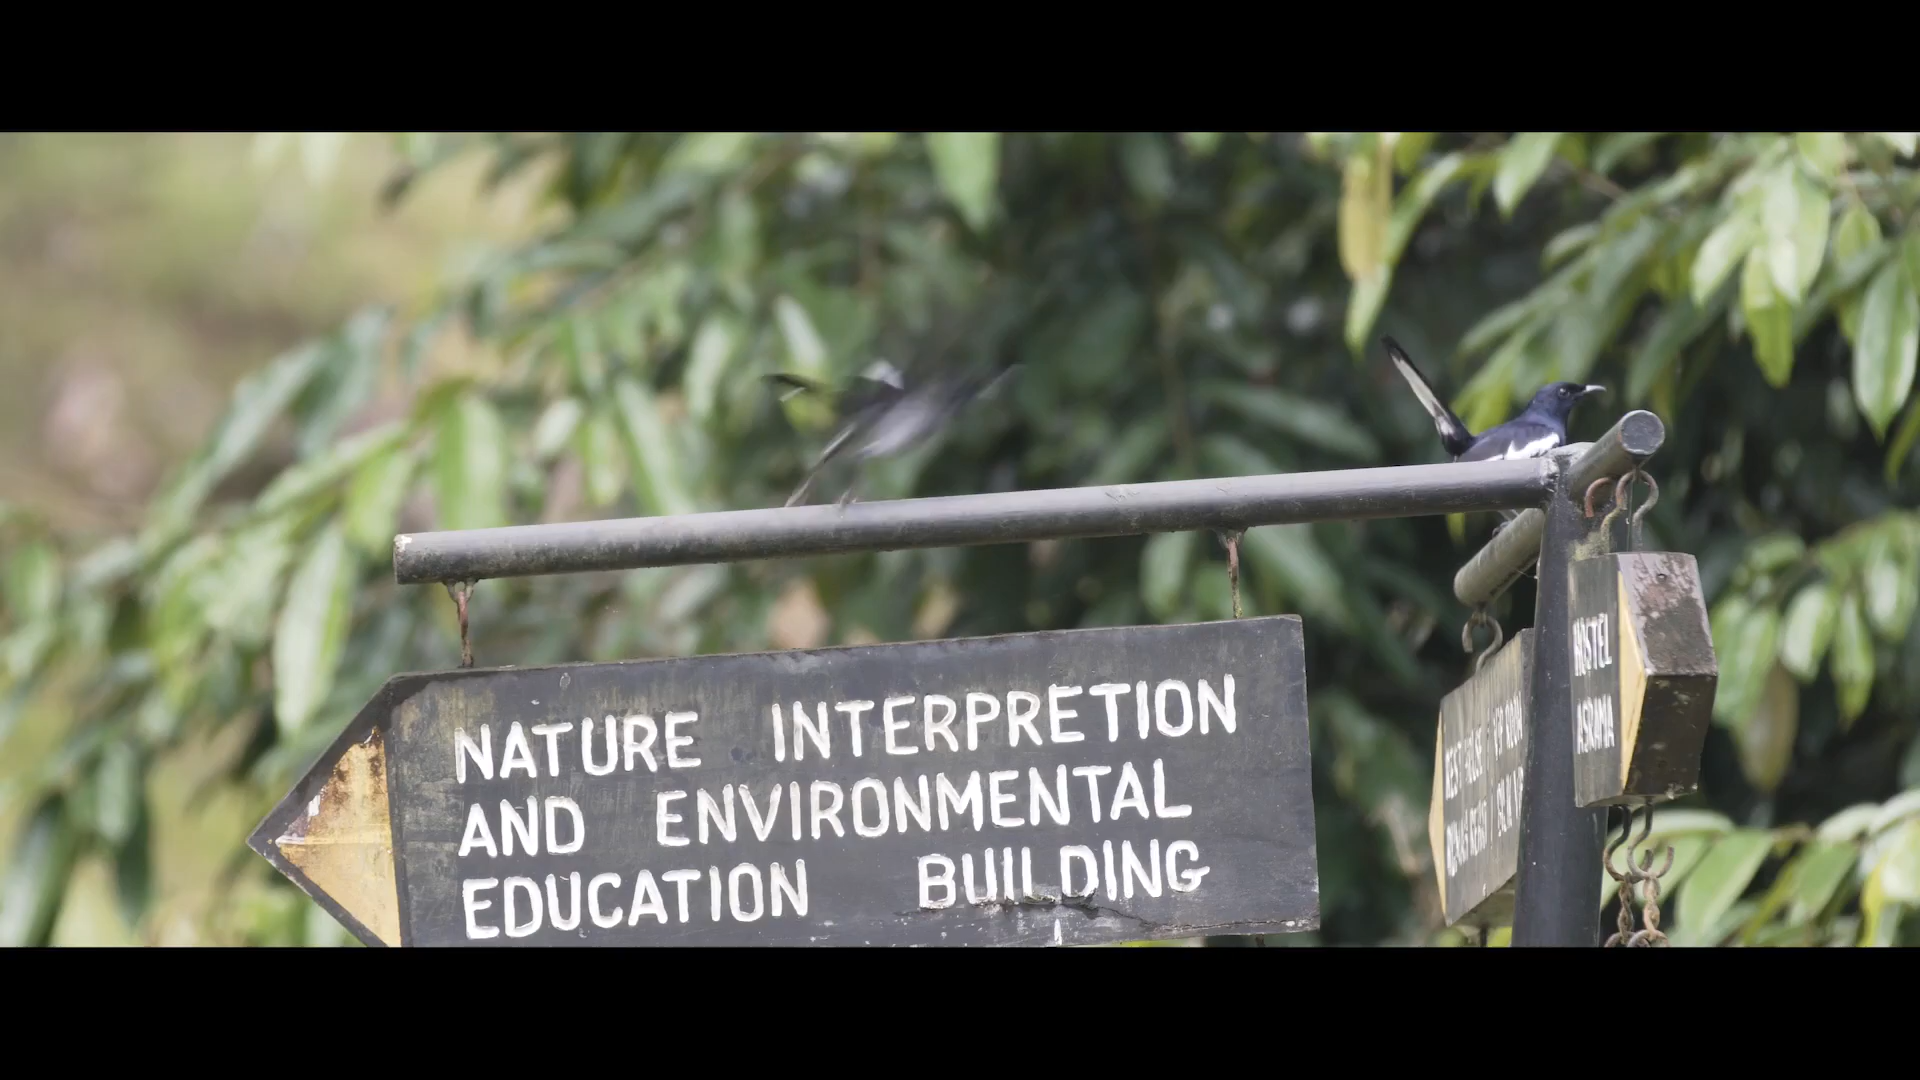 NATURE INTERPRETION
AND ENVIRONMENTAL
EDUCATION BUILDING
HOSTEL
ASRAMA